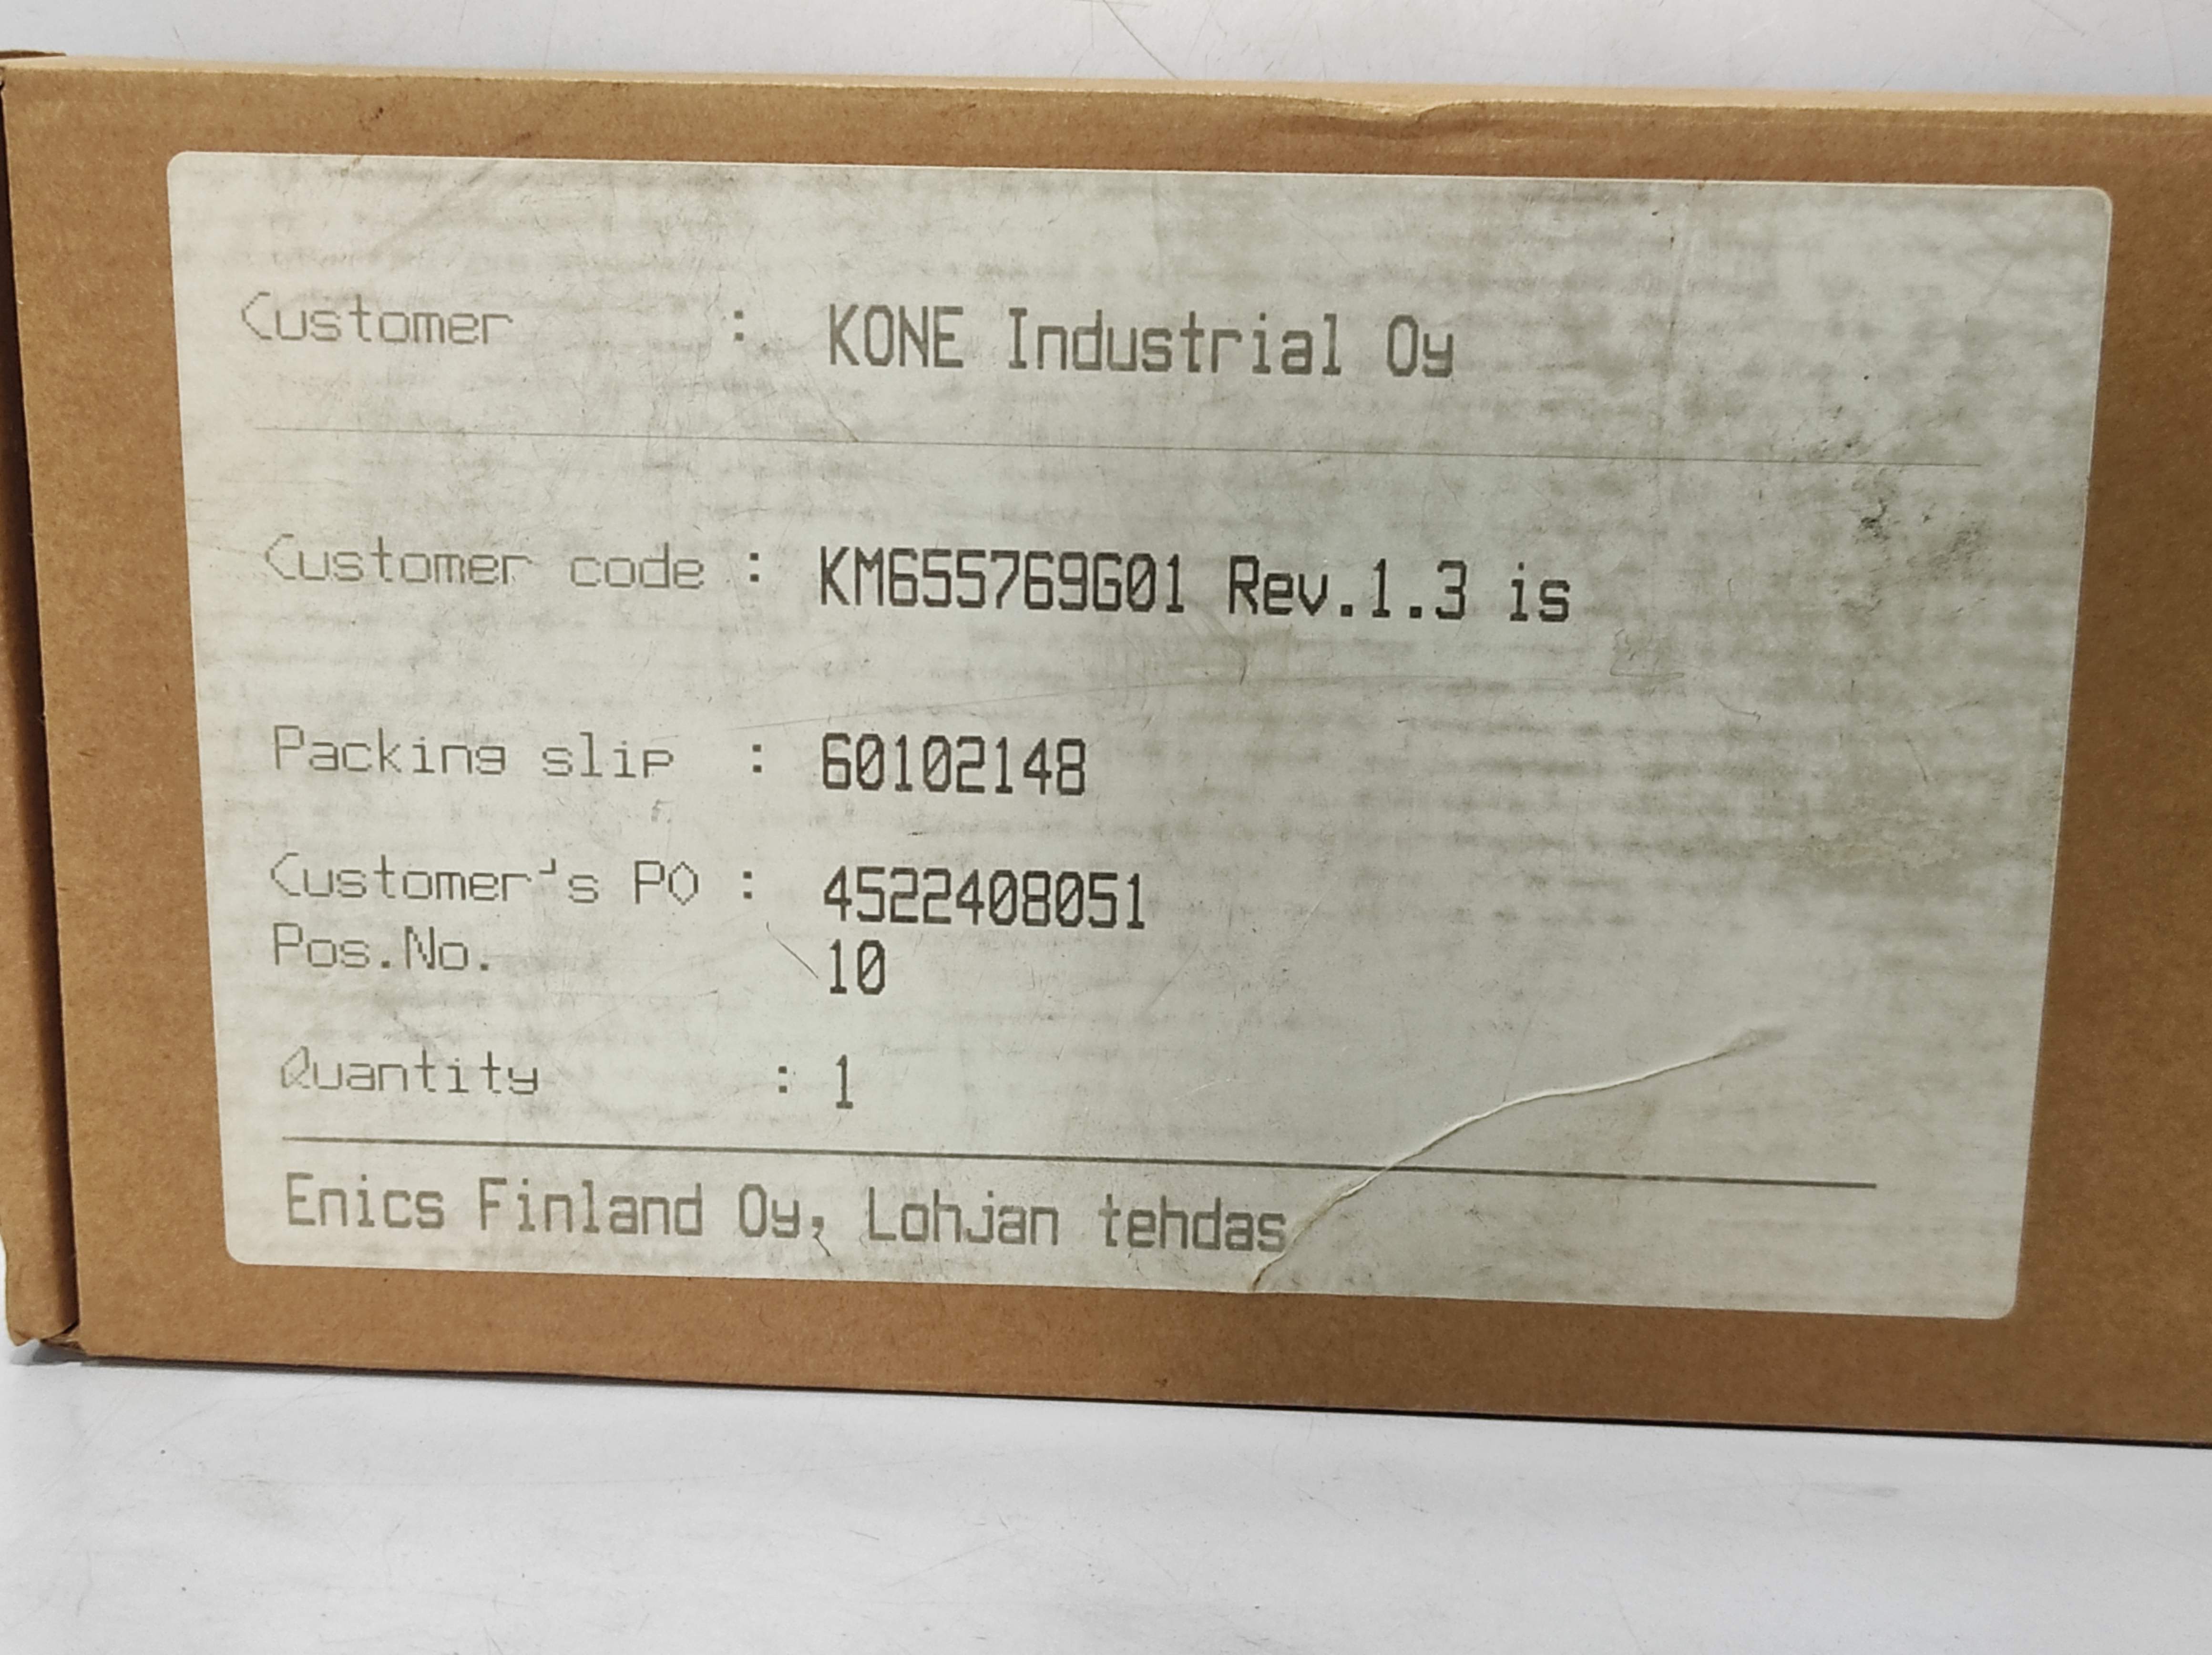 Customer : KONE Industrial Oy
Customer code : KM655769G01 Rev.1.3 is
Packing slip : 60102148
Customer's PO : 4522408051
Pos.No. 10
Quantity : 1
Enics Finland Oy, Lohjan tehdas